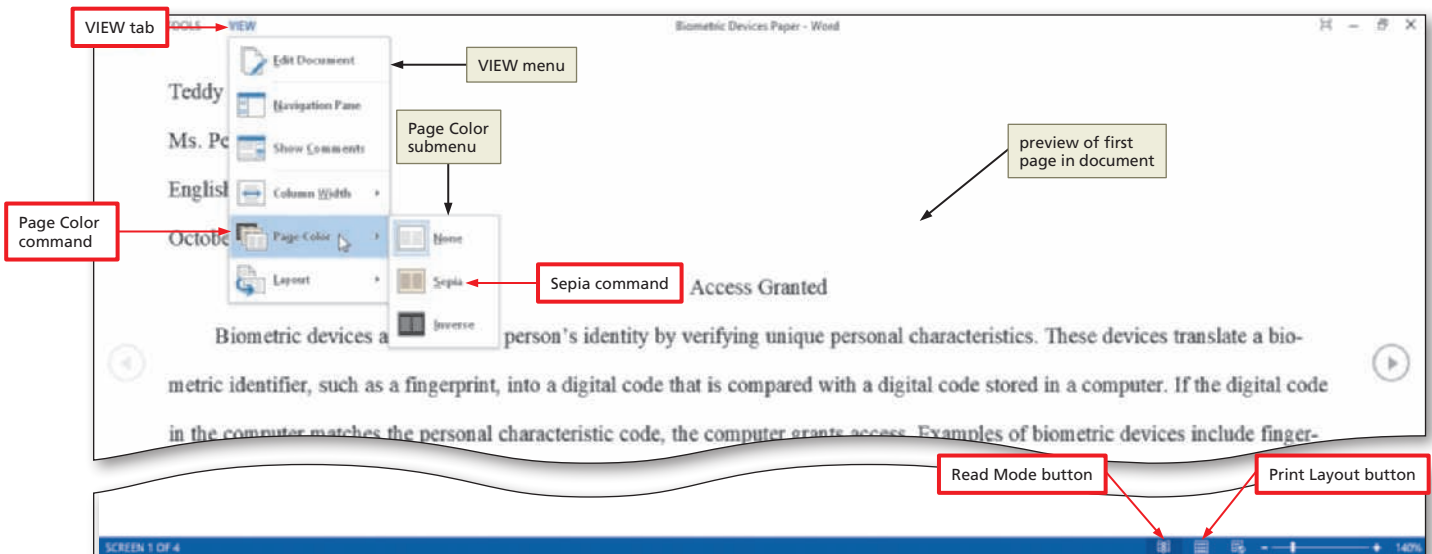 VIEW tab
OOLS VIEW
Biometric Devices Paper - Word
Edit Document
VIEW menu
Teddy
Navigation Pane
Page Color
submenu
preview of first
page in document
Ms. Pe
Show Comments
English
Column Width
Page Color
command
Octobe
Page Color
None
Layout
Sepia
Sepia command
Access Granted
Inverse
Biometric devices a person's identity by verifying unique personal characteristics. These devices translate a bio-
metric identifier, such as a fingerprint, into a digital code that is compared with a digital code stored in a computer. If the digital code
in the computer matches the personal characteristic code, the computer grants access. Examples of biometric devices include finger-
Read Mode button
Print Layout button
SCREEN 1 OF 4
140%